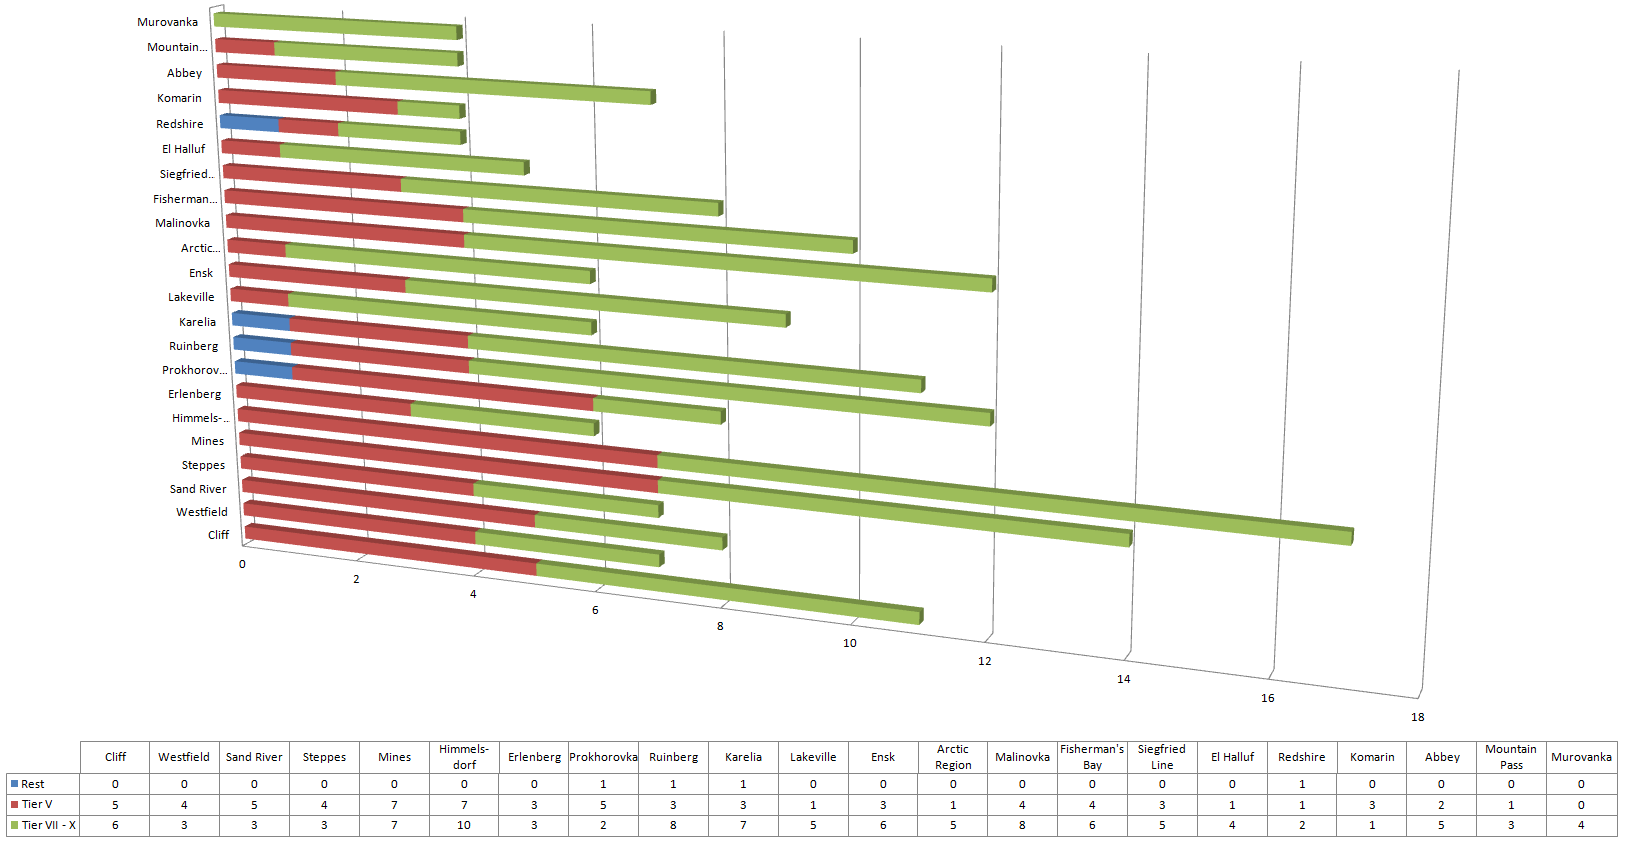 Murovanka
Mountain...
Abbey
Komarin
Redshire
El Halluf
Siegfried...
Fisherman...
Malinovka
Arctic...
Ensk
Lakeville
Karelia
Ruinberg
Prokhorov...
Erlenberg
Himmels-...
Mines
Steppes
Sand River
Westfield
Cliff
0 2 4 6 8 10 12 14 16 18
Cliff Westfield Sand River Steppes Mines Himmels-dorf Erlenberg Prokhorovka Ruinberg Karelia Lakeville Ensk Arctic Region Malinovka Fisherman's Bay Siegfried Line El Halluf Redshire Komarin Abbey Mountain Pass Murovanka
Rest 0 0 0 0 0 0 0 1 1 1 0 0 0 0 0 0 0 1 0 0 0 0
Tier V 5 4 5 4 7 7 3 5 3 3 1 3 1 4 4 3 1 1 3 2 1 0
Tier VII - X 6 3 3 3 7 10 3 2 8 7 5 6 5 8 6 5 4 2 1 5 3 4